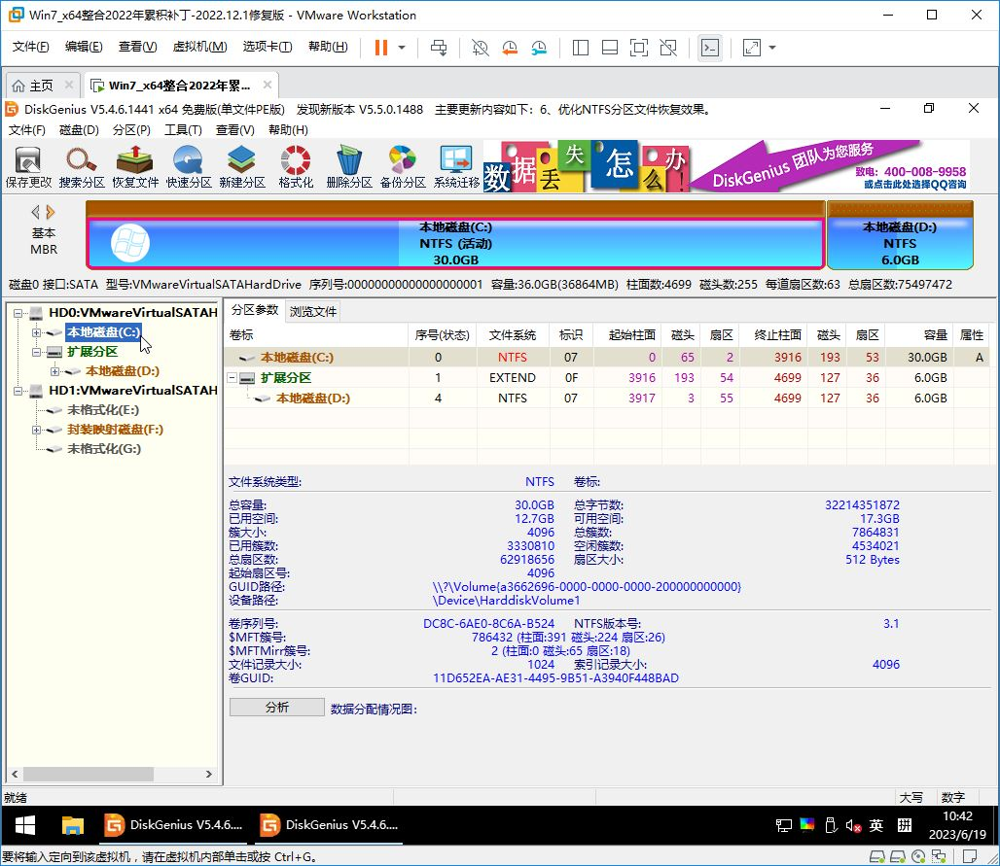 Win7_x64整合2022年累积补丁-2022.12.1修复版 - VMware Workstation
文件(F) 编辑(E) 查看(V) 虚拟机(M) 选项卡(T) 帮助(H)
主页 Win7_x64整合2022年累...
DiskGenius V5.4.6.1441 x64 免费版(单文件PE版) 发现新版本 V5.5.0.1488 主要更新内容如下：6、优化NTFS分区文件恢复效果。
文件(F) 磁盘(D) 分区(P) 工具(T) 查看(V) 帮助(H)
保存更改 搜索分区 恢复文件 快速分区 新建分区 格式化 删除分区 备份分区 系统迁移
数据丢失怎么办!
DiskGenius 团队为您服务
致电: 400-008-9958
或点击此处选择QQ咨询
基本
MBR
本地磁盘(C:)
NTFS (活动)
30.0GB
本地磁盘(D:)
NTFS
6.0GB
磁盘0 接口:SATA 型号:VMwareVirtualSATAHardDrive 序列号:00000000000000000001 容量:36.0GB(36864MB) 柱面数:4699 磁头数:255 每道扇区数:63 总扇区数:75497472
HD0:VMwareVirtualSATAH
本地磁盘(C:)
扩展分区
本地磁盘(D:)
HD1:VMwareVirtualSATAH
未格式化(E:)
封装映射磁盘(F:)
未格式化(G:)
分区参数 浏览文件
卷标 序号(状态) 文件系统 标识 起始柱面 磁头 扇区 终止柱面 磁头 扇区 容量 属性
本地磁盘(C:) 0 NTFS 07 0 65 2 3916 193 53 30.0GB A
扩展分区 1 EXTEND 0F 3916 193 54 4699 127 36 6.0GB
本地磁盘(D:) 4 NTFS 07 3917 3 55 4699 127 36 6.0GB
文件系统类型: NTFS 卷标:
总容量: 30.0GB 总字节数: 32214351872
已用空间: 12.7GB 可用空间: 17.3GB
簇大小: 4096 总簇数: 7864831
已用簇数: 3330810 空闲簇数: 4534021
总扇区数: 62918656 扇区大小: 512 Bytes
起始扇区号: 4096
GUID路径: \\?\Volume{a3662696-0000-0000-0000-200000000000}
设备路径: \Device\HarddiskVolume1
卷序列号: DC8C-6AE0-8C6A-B524 NTFS版本号: 3.1
$MFT簇号: 786432 (柱面:391 磁头:224 扇区:26)
$MFTMirr簇号: 2 (柱面:0 磁头:65 扇区:18)
文件记录大小: 1024 索引记录大小: 4096
卷GUID: 11D652EA-AE31-4495-9B51-A3940F448BAD
分析 数据分配情况图:
就绪 大写 数字
DiskGenius V5.4.6.... DiskGenius V5.4.6.... 英 拼 10:42
2023/6/19
要将输入定向到该虚拟机，请在虚拟机内部单击或按 Ctrl+G。